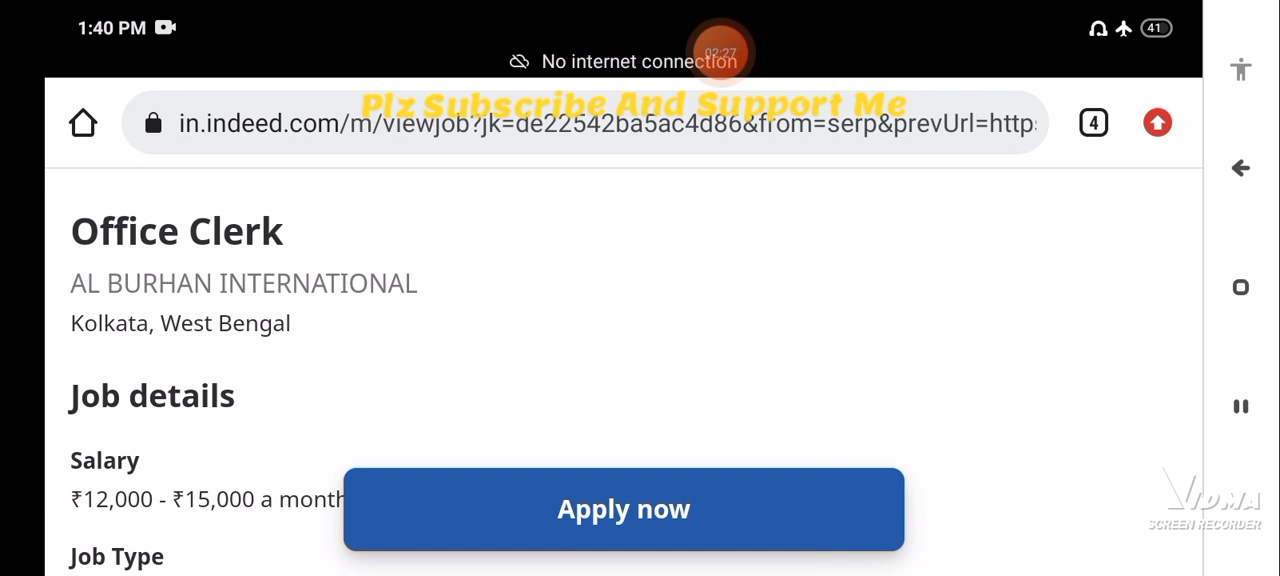 1:40 PM
41
02:27
No internet connection
Plz Subscribe And Support Me
in.indeed.com/m/viewjob?jk=de22542ba5ac4d86&from=serp&prevUrl=http
4
Office Clerk
AL BURHAN INTERNATIONAL
Kolkata, West Bengal
Job details
Salary
₹12,000 - ₹15,000 a month
Apply now
Job Type
VIDMA
SCREEN RECORDER